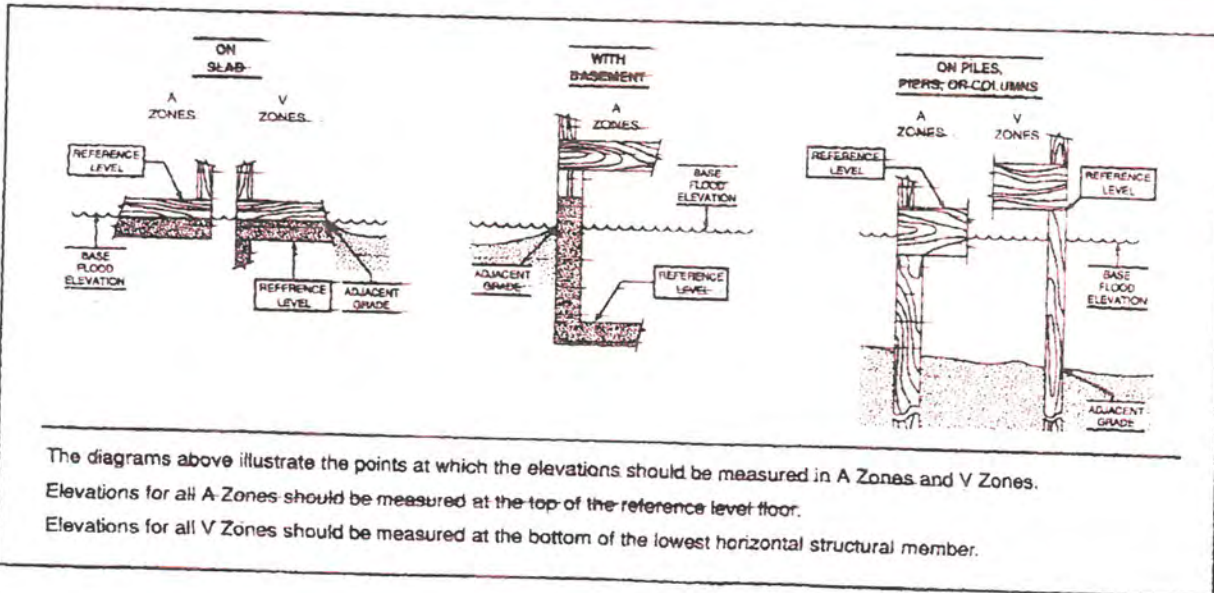 ON
SLAB
A
ZONES
V
ZONES
REFERENCE
LEVEL
BASE
FLOOD
ELEVATION
REFERENCE
LEVEL
ADJACENT
GRADE
WITH
BASEMENT
A
ZONES
BASE
FLOOD
ELEVATION
ADJACENT
GRADE
REFERENCE
LEVEL
ON PILES,
PIERS, OR COLUMNS
A
ZONES
V
ZONES
REFERENCE
LEVEL
REFERENCE
LEVEL
BASE
FLOOD
ELEVATION
ADJACENT
GRADE
The diagrams above illustrate the points at which the elevations should be measured in A Zones and V Zones.
Elevations for all A Zones should be measured at the top of the reference level floor.
Elevations for all V Zones should be measured at the bottom of the lowest horizontal structural member.